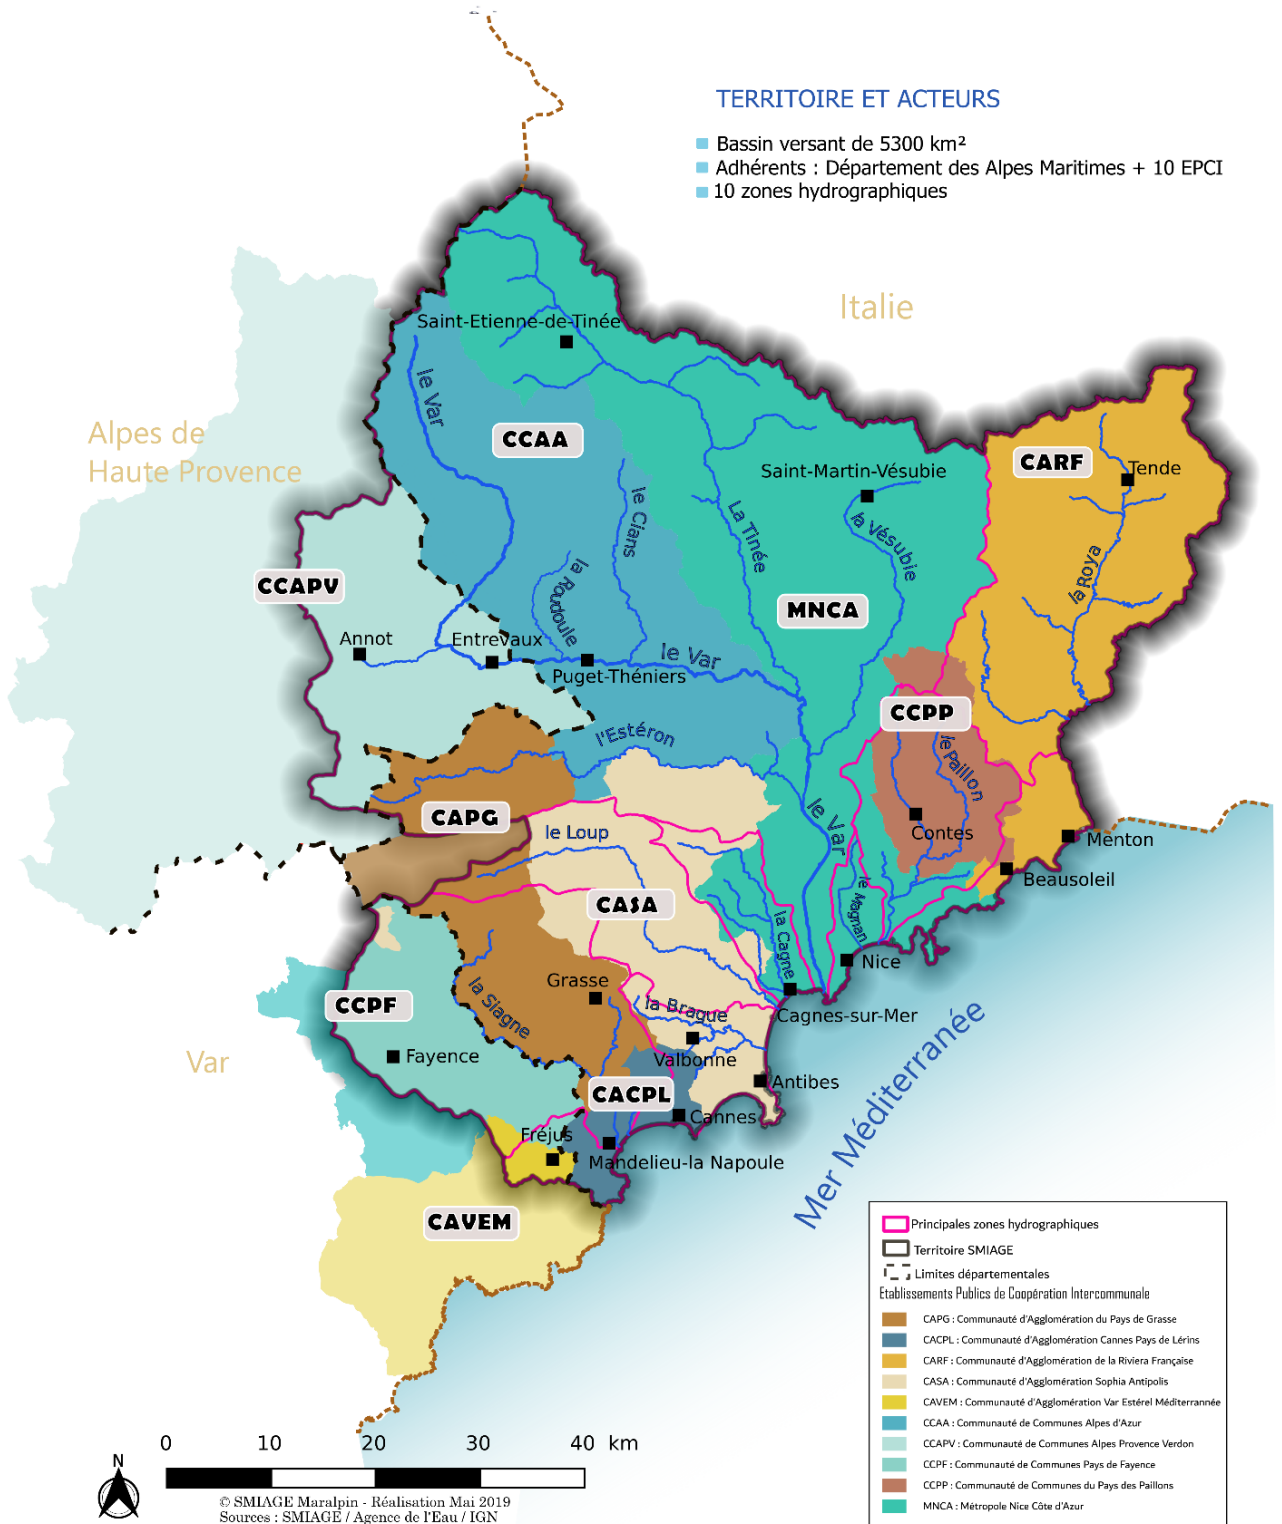 TERRITOIRE ET ACTEURS
Bassin versant de 5300 km²
Adhérents : Département des Alpes Maritimes + 10 EPCI
10 zones hydrographiques
Italie
Saint-Etienne-de-Tinée
le Var
Alpes de
Haute Provence
CCAA
CARF
Saint-Martin-Vésubie
Tende
le Cians
La Tinée
la Vésubie
la Roya
CCAPV
la Roudoule
MNCA
Annot
Entrevaux
le Var
Puget-Théniers
CCPP
l'Estéron
le Paillon
CAPG
le Loup
le Var
Contes
Menton
Beausoleil
CASA
le Magnan
la Cagne
Nice
Grasse
la Siagne
CCPF
la Brague
Cagnes-sur-Mer
Var
Fayence
Valbonne
Antibes
CACPL
Cannes
Mer Méditerranée
Fréjus
Mandelieu-la Napoule
CAVEM
Principales zones hydrographiques
Territoire SMIAGE
Limites départementales
Etablissements Publics de Coopération Intercommunale
CAPG : Communauté d'Agglomération du Pays de Grasse
CACPL : Communauté d'Agglomération Cannes Pays de Lérins
CARF : Communauté d'Agglomération de la Riviera Française
CASA : Communauté d'Agglomération Sophia Antipolis
CAVEM : Communauté d'Agglomération Var Estérel Méditerrannée
CCAA : Communauté de Communes Alpes d'Azur
CCAPV : Communauté de Communes Alpes Provence Verdon
CCPF : Communauté de Communes Pays de Fayence
CCPP : Communauté de Communes du Pays des Paillons
MNCA : Métropole Nice Côte d'Azur
0 10 20 30 40 km
N
© SMIAGE Maralpin - Réalisation Mai 2019
Sources : SMIAGE / Agence de l'Eau / IGN